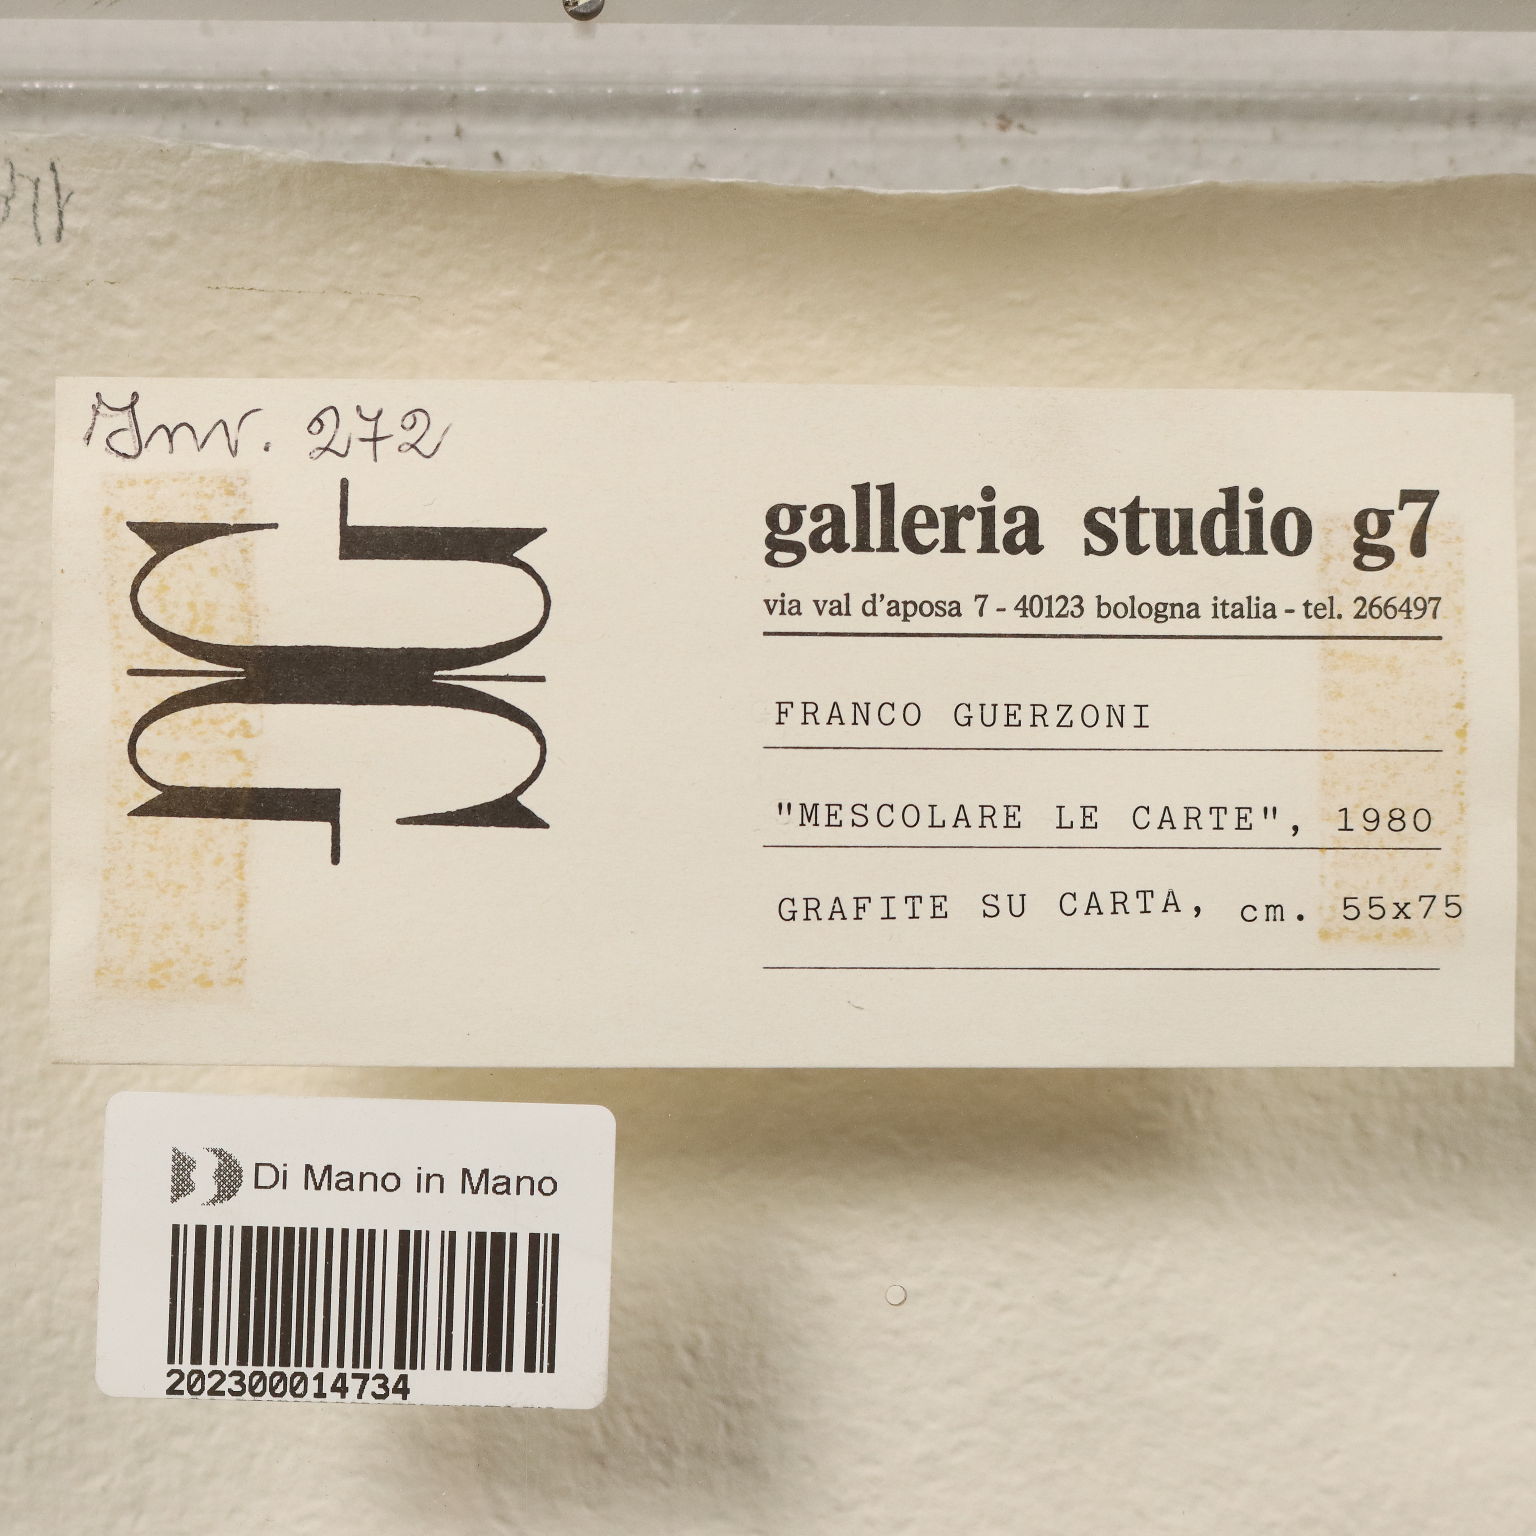 Inv. 272
galleria studio g7
via val d'aposa 7 - 40123 bologna italia - tel. 266497
FRANCO GUERZONI
"MESCOLARE LE CARTE", 1980
GRAFITE SU CARTA, cm. 55x75
Di Mano in Mano
202300014734